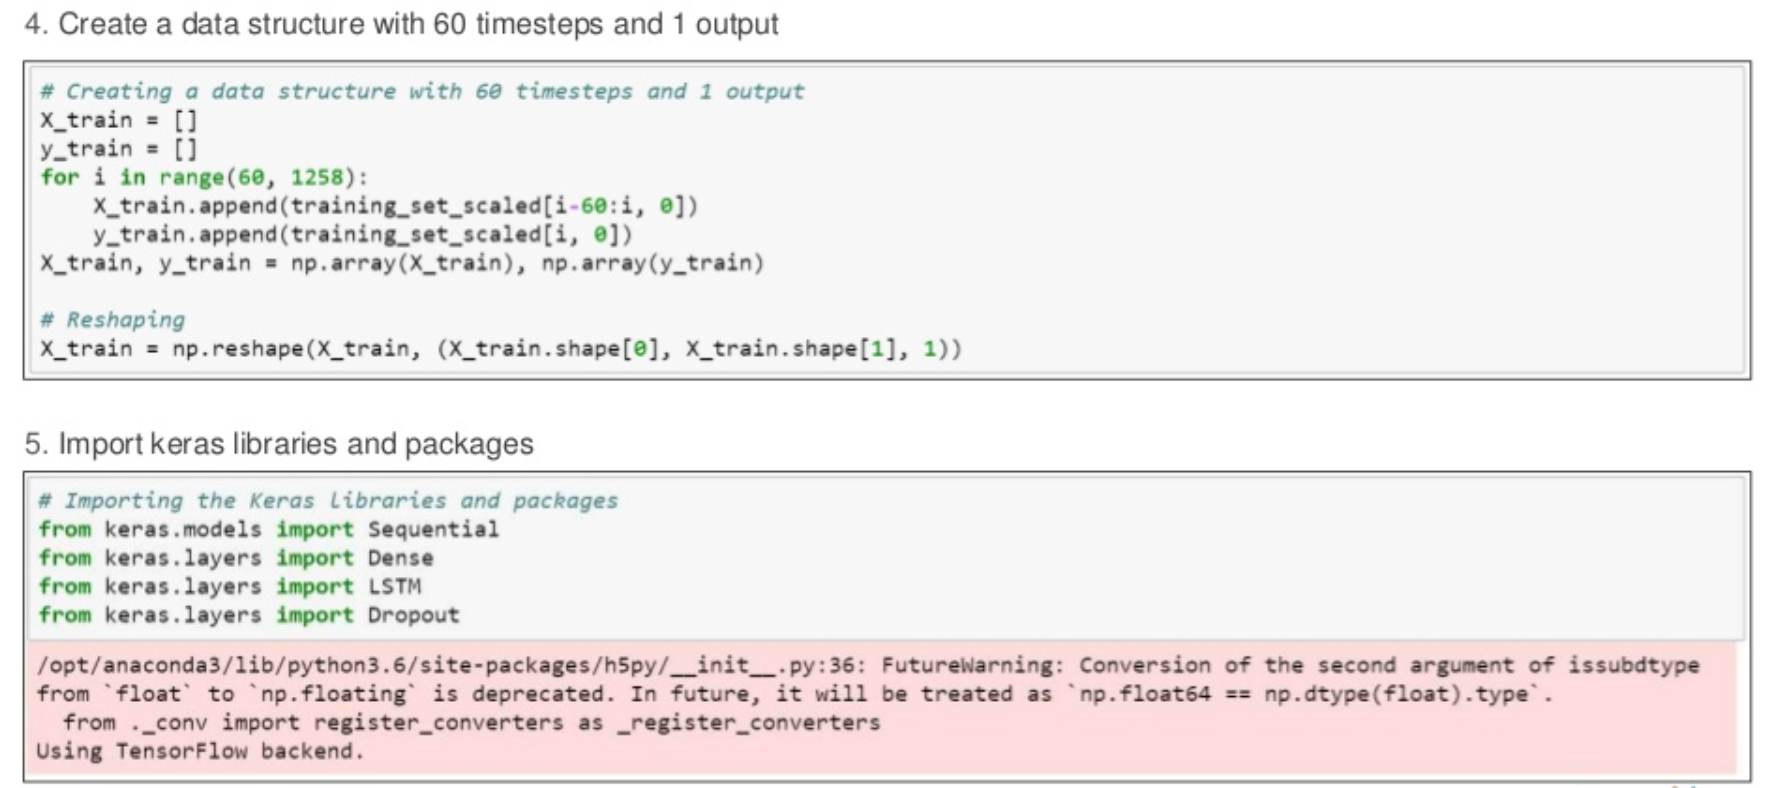 4. Create a data structure with 60 timesteps and 1 output
# Creating a data structure with 60 timesteps and 1 output
X_train = []
y_train = []
for i in range(60, 1258):
    X_train.append(training_set_scaled[i-60:i, 0])
    y_train.append(training_set_scaled[i, 0])
X_train, y_train = np.array(X_train), np.array(y_train)
# Reshaping
X_train = np.reshape(X_train, (X_train.shape[0], X_train.shape[1], 1))
5. Import keras libraries and packages
# Importing the Keras libraries and packages
from keras.models import Sequential
from keras.layers import Dense
from keras.layers import LSTM
from keras.layers import Dropout
/opt/anaconda3/lib/python3.6/site-packages/h5py/__init__.py:36: FutureWarning: Conversion of the second argument of issubdtype
from `float` to `np.floating` is deprecated. In future, it will be treated as `np.float64 == np.dtype(float).type`.
  from ._conv import register_converters as _register_converters
Using TensorFlow backend.